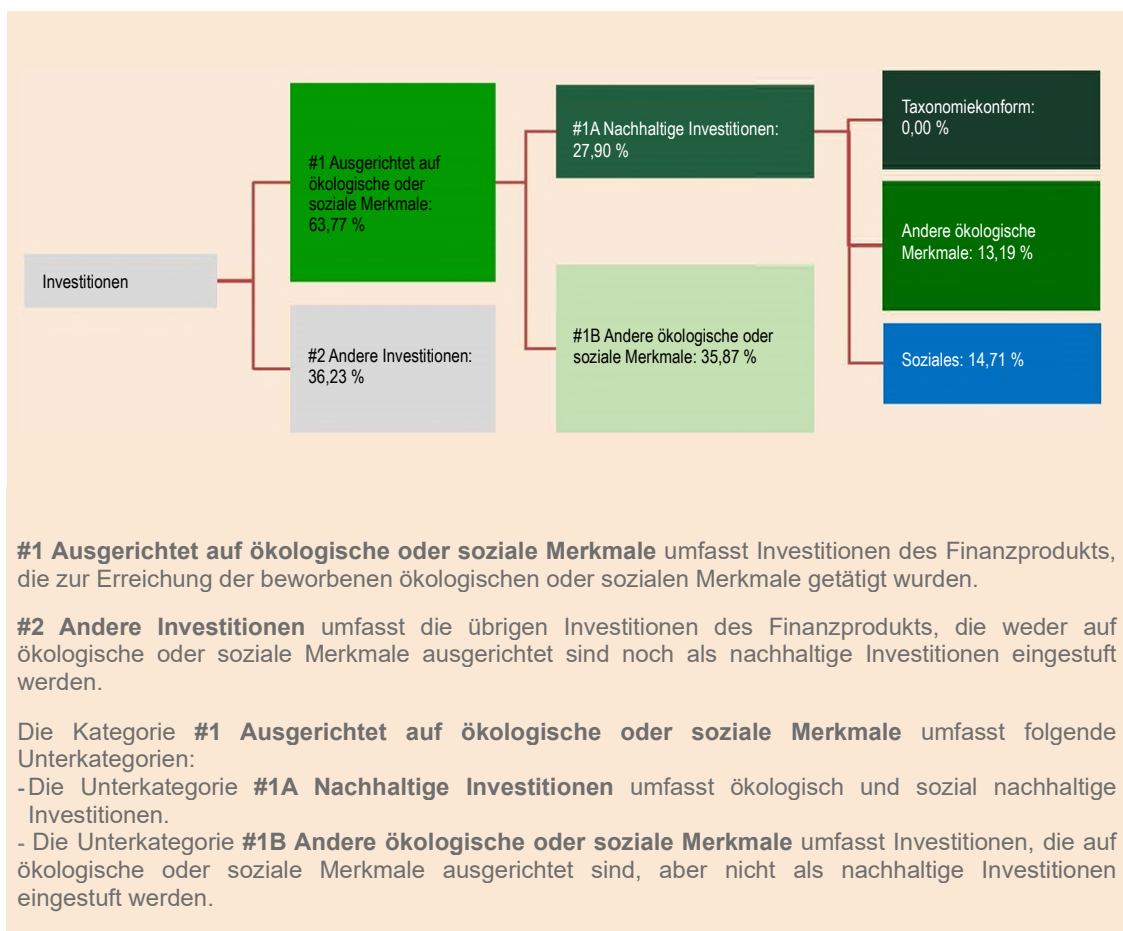 Investitionen
#1 Ausgerichtet auf
ökologische oder
soziale Merkmale:
63,77 %
#2 Andere Investitionen:
36,23 %
#1A Nachhaltige Investitionen:
27,90 %
#1B Andere ökologische oder
soziale Merkmale: 35,87 %
Taxonomiekonform:
0,00 %
Andere ökologische
Merkmale: 13,19 %
Soziales: 14,71 %
#1 Ausgerichtet auf ökologische oder soziale Merkmale umfasst Investitionen des Finanzprodukts,
die zur Erreichung der beworbenen ökologischen oder sozialen Merkmale getätigt wurden.
#2 Andere Investitionen umfasst die übrigen Investitionen des Finanzprodukts, die weder auf
ökologische oder soziale Merkmale ausgerichtet sind noch als nachhaltige Investitionen eingestuft
werden.
Die Kategorie #1 Ausgerichtet auf ökologische oder soziale Merkmale umfasst folgende
Unterkategorien:
- Die Unterkategorie #1A Nachhaltige Investitionen umfasst ökologisch und sozial nachhaltige
Investitionen.
- Die Unterkategorie #1B Andere ökologische oder soziale Merkmale umfasst Investitionen, die auf
ökologische oder soziale Merkmale ausgerichtet sind, aber nicht als nachhaltige Investitionen
eingestuft werden.